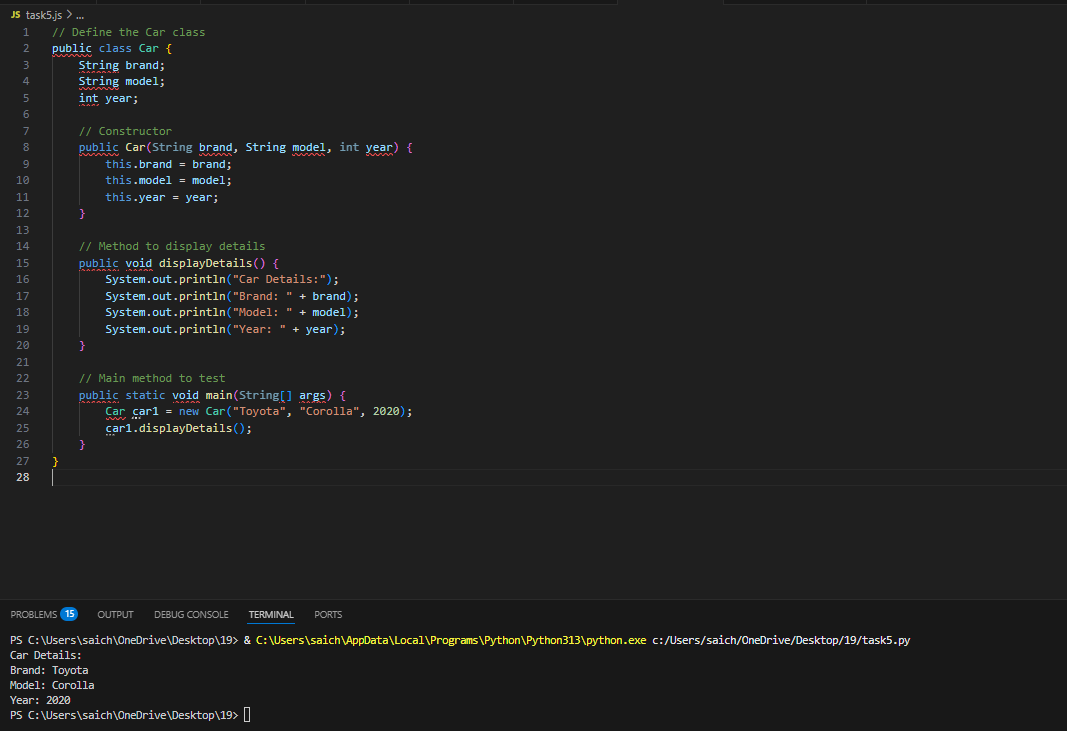 JS task5.js > ...
1 // Define the Car class
2 public class Car {
3 String brand;
4 String model;
5 int year;
6
7 // Constructor
8 public Car(String brand, String model, int year) {
9 this.brand = brand;
10 this.model = model;
11 this.year = year;
12 }
13
14 // Method to display details
15 public void displayDetails() {
16 System.out.println("Car Details:");
17 System.out.println("Brand: " + brand);
18 System.out.println("Model: " + model);
19 System.out.println("Year: " + year);
20 }
21
22 // Main method to test
23 public static void main(String[] args) {
24 Car car1 = new Car("Toyota", "Corolla", 2020);
25 car1.displayDetails();
26 }
27 }
28
PROBLEMS 15 OUTPUT DEBUG CONSOLE TERMINAL PORTS
PS C:\Users\saich\OneDrive\Desktop\19> & C:\Users\saich\AppData\Local\Programs\Python\Python313\python.exe c:/Users/saich/OneDrive/Desktop/19/task5.py
Car Details:
Brand: Toyota
Model: Corolla
Year: 2020
PS C:\Users\saich\OneDrive\Desktop\19>